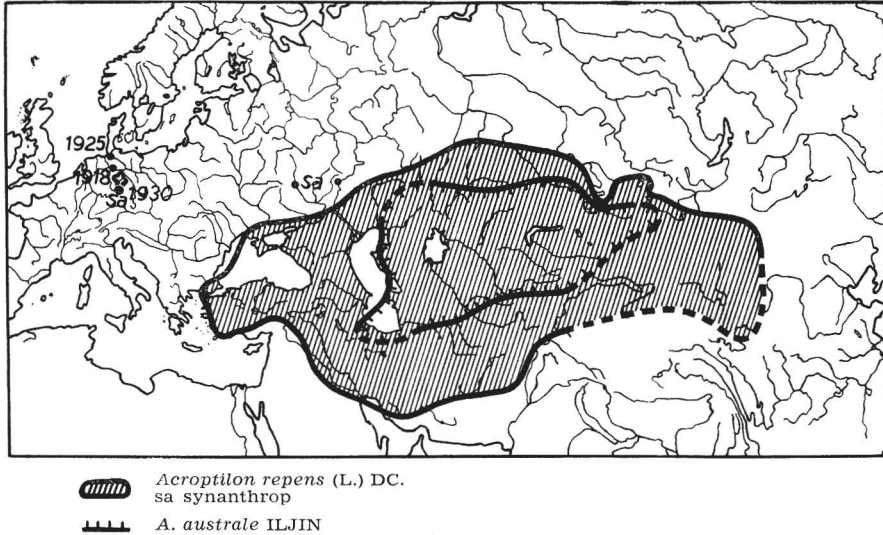 1925
1918
Sa 1930
Sa
Acroptilon repens (L.) DC.
sa synanthrop
A. australe ILJIN